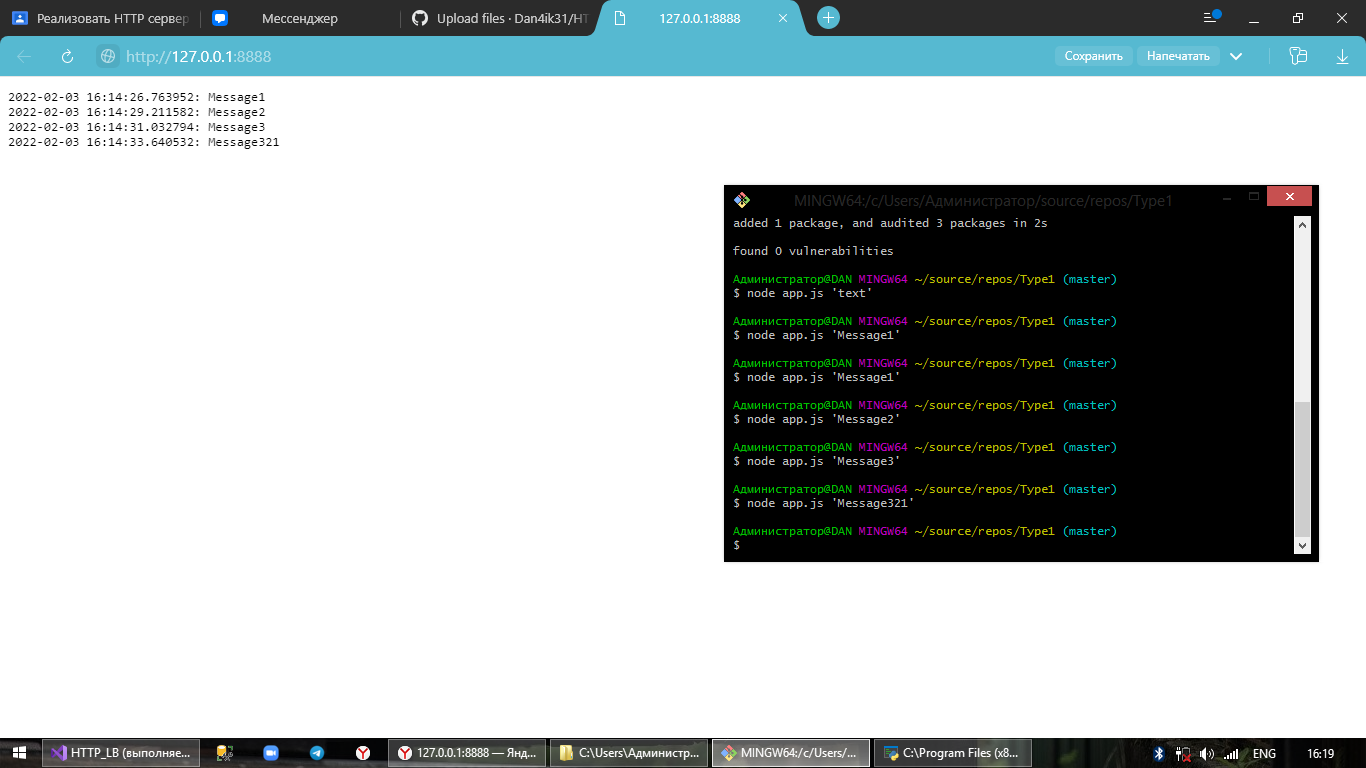 Реализовать HTTP сервер
Мессенджер
Upload files · Dan4ik31/HT
127.0.0.1:8888
http://127.0.0.1:8888
Сохранить
Напечатать
2022-02-03 16:14:26.763952: Message1
2022-02-03 16:14:29.211582: Message2
2022-02-03 16:14:31.032794: Message3
2022-02-03 16:14:33.640532: Message321
MINGW64:/c/Users/Администратор/source/repos/Type1
added 1 package, and audited 3 packages in 2s
found 0 vulnerabilities
Администратор@DAN MINGW64 ~/source/repos/Type1 (master)
$ node app.js 'text'
Администратор@DAN MINGW64 ~/source/repos/Type1 (master)
$ node app.js 'Message1'
Администратор@DAN MINGW64 ~/source/repos/Type1 (master)
$ node app.js 'Message1'
Администратор@DAN MINGW64 ~/source/repos/Type1 (master)
$ node app.js 'Message2'
Администратор@DAN MINGW64 ~/source/repos/Type1 (master)
$ node app.js 'Message3'
Администратор@DAN MINGW64 ~/source/repos/Type1 (master)
$ node app.js 'Message321'
Администратор@DAN MINGW64 ~/source/repos/Type1 (master)
$
HTTP_LB (выполняе...
127.0.0.1:8888 — Янд...
C:\Users\Администр...
MINGW64:/c/Users/...
C:\Program Files (x8...
ENG
16:19